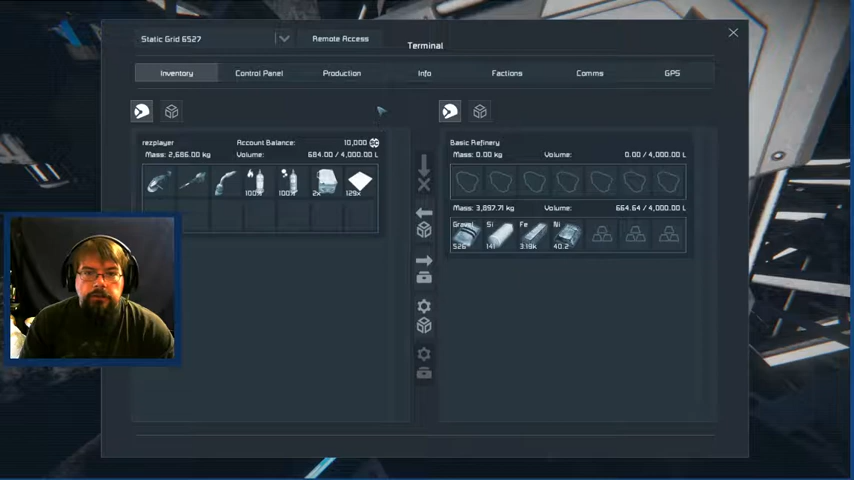 Static Grid 6527
Remote Access
Terminal
Inventory
Control Panel
Production
Info
Factions
Comms
GPS
rezplayer
Account Balance:
10,000 SC
Mass: 2,686.00 kg
Volume:
684.00 / 4,000.00 L
100%
100%
2x
129x
Basic Refinery
Mass: 0.00 kg
Volume:
0.00 / 4,000.00 L
Mass: 3,897.71 kg
Volume:
664.64 / 4,000.00 L
Gravel
Si
Fe
Ni
526
141
3.19k
40.2